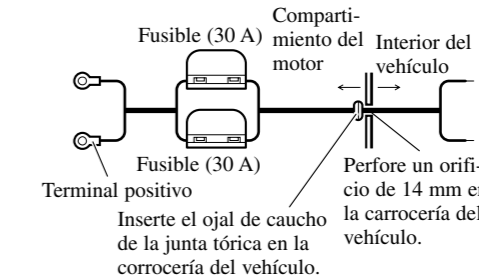 Fusible (30 A)
Comparti-
miento del
motor
Interior del
vehículo
Fusible (30 A)
Terminal positivo
Inserte el ojal de caucho
de la junta tórica en la
corrocería del vehículo.
Perfore un orifi-
cio de 14 mm en
la carrocería del
vehículo.